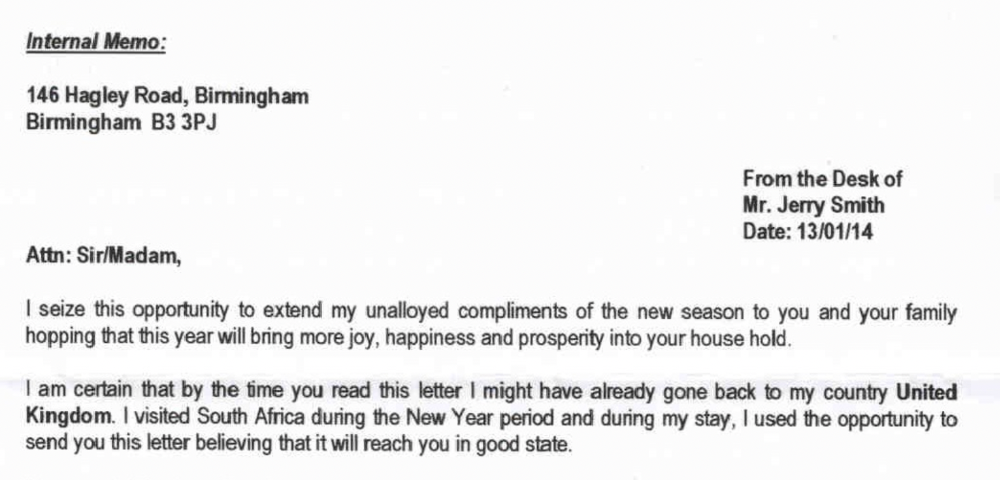 Internal Memo:
146 Hagley Road, Birmingham
Birmingham B3 3PJ
From the Desk of
Mr. Jerry Smith
Date: 13/01/14
Attn: Sir/Madam,
I seize this opportunity to extend my unalloyed compliments of the new season to you and your family
hopping that this year will bring more joy, happiness and prosperity into your house hold.
I am certain that by the time you read this letter I might have already gone back to my country United
Kingdom. I visited South Africa during the New Year period and during my stay, I used the opportunity to
send you this letter believing that it will reach you in good state.